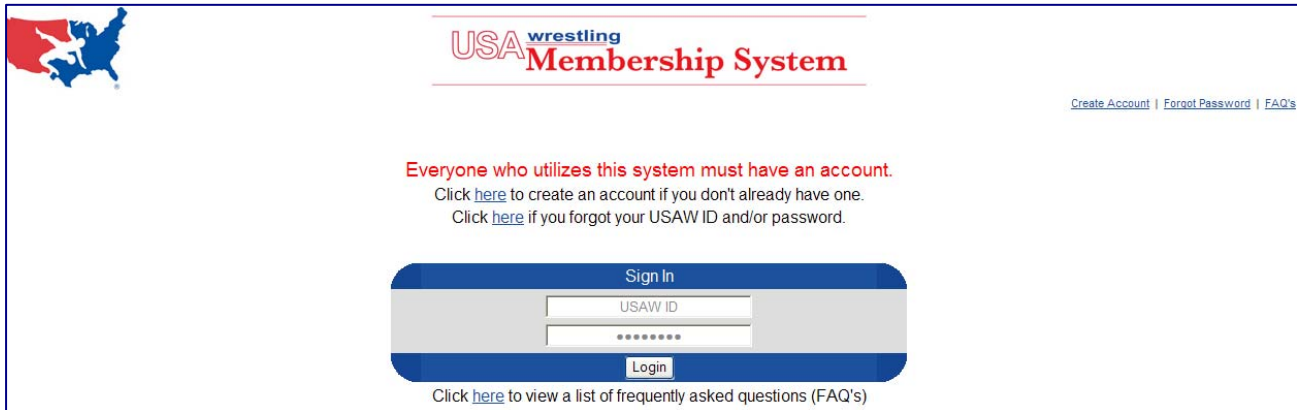 USA wrestling
Membership System
Create Account | Forgot Password | FAQ's
Everyone who utilizes this system must have an account.
Click here to create an account if you don't already have one.
Click here if you forgot your USAW ID and/or password.
Sign In
USAW ID
••••••••
Login
Click here to view a list of frequently asked questions (FAQ's)